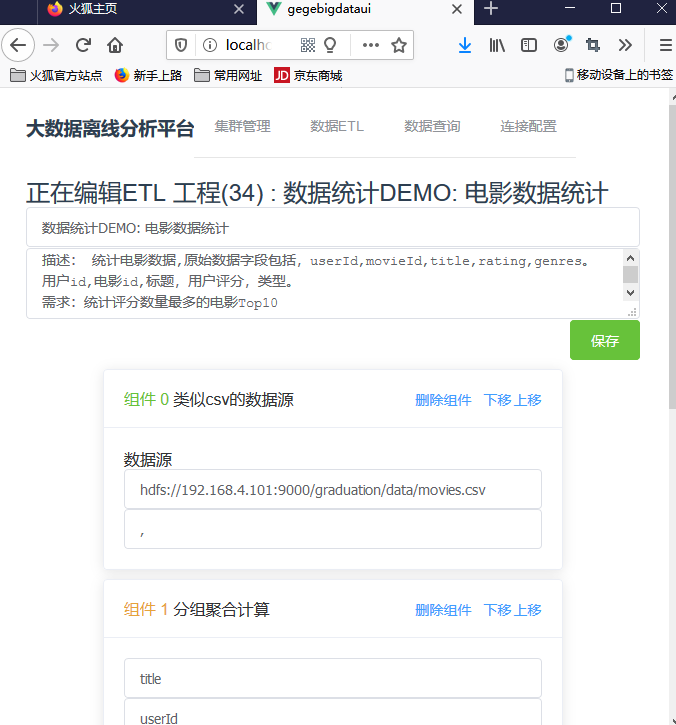 火狐主页
gegebigdataui
localhc
火狐官方站点
新手上路
常用网址
JD 京东商城
移动设备上的书签
大数据离线分析平台
集群管理
数据ETL
数据查询
连接配置
正在编辑ETL 工程(34) : 数据统计DEMO: 电影数据统计
数据统计DEMO: 电影数据统计
描述: 统计电影数据,原始数据字段包括, userId,movieId,title,rating,genres。
用户id,电影id,标题, 用户评分, 类型。
需求: 统计评分数量最多的电影Top10
保存
组件 0 类似csv的数据源
删除组件 下移 上移
数据源
hdfs://192.168.4.101:9000/graduation/data/movies.csv
,
组件 1 分组聚合计算
删除组件 下移 上移
title
userId